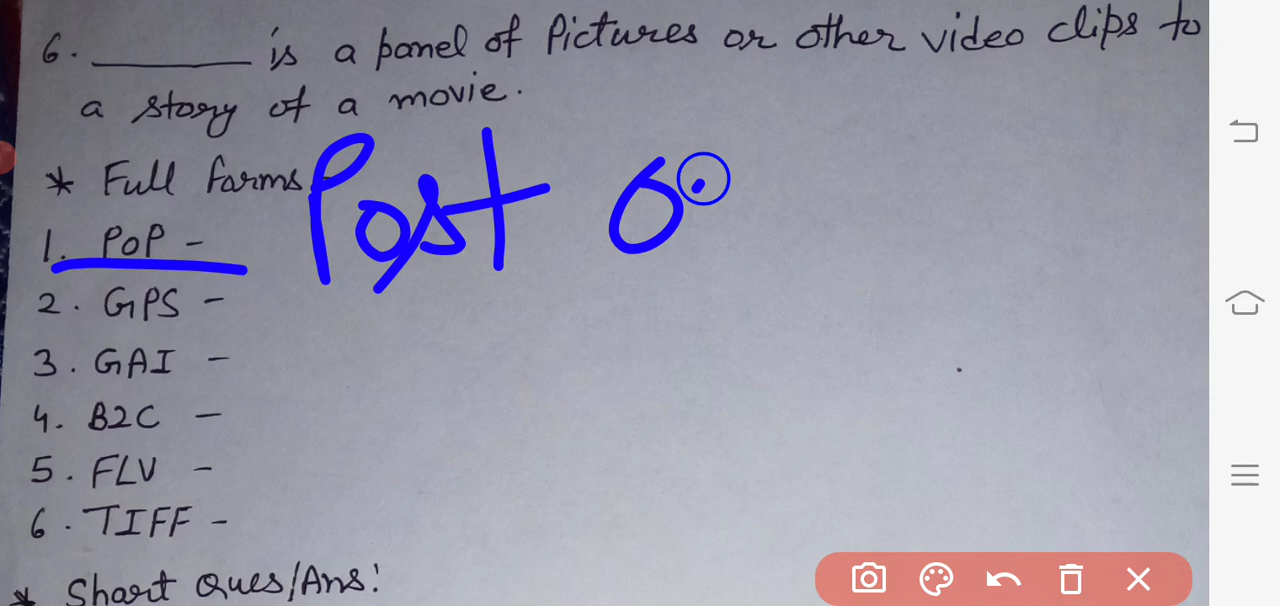 6. ______ is a panel of Pictures or other video clips to
a story of a movie.
* Full forms
1. POP - Post
2. GPS -
3. GAI -
4. B2C -
5. FLV -
6. TIFF -
* Short Ques/Ans: